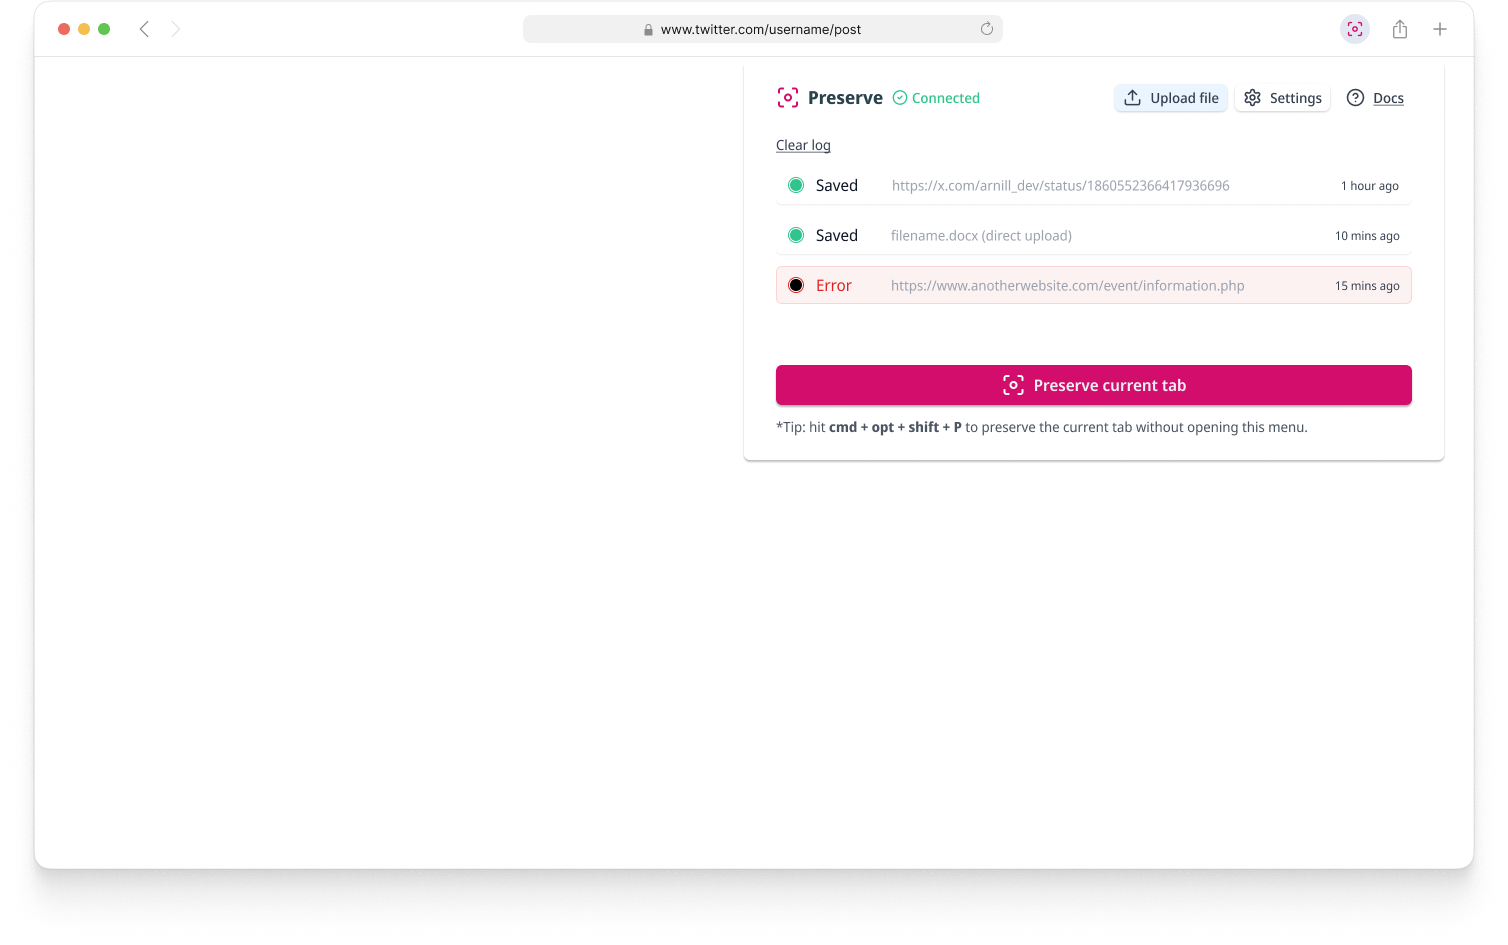 www.twitter.com/username/post
Preserve Connected Upload file Settings Docs
Clear log
Saved https://x.com/arnill_dev/status/1860552366417936696 1 hour ago
Saved filename.docx (direct upload) 10 mins ago
Error https://www.anotherwebsite.com/event/information.php 15 mins ago
Preserve current tab
*Tip: hit cmd + opt + shift + P to preserve the current tab without opening this menu.